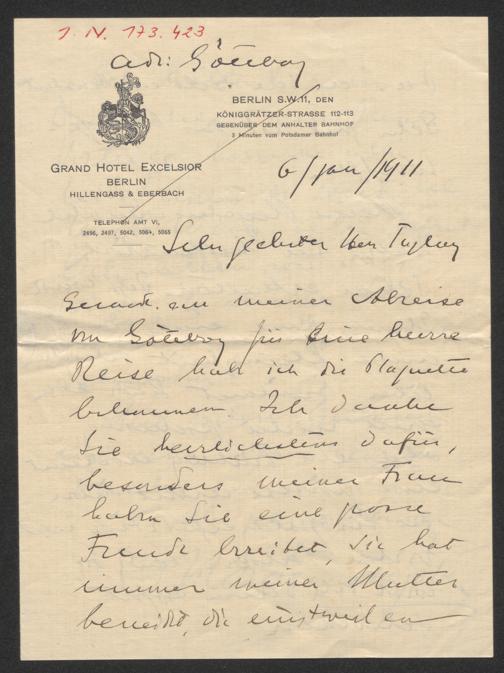 I. N. 173.423
Adr: Göteborg
BERLIN S.W.11, DEN
KÖNIGGRÄTZER-STRASSE 112-113
GEGENÜBER DEM ANHALTER BAHNHOF
3 Minuten vom Potsdamer Bahnhof
GRAND HOTEL EXCELSIOR
BERLIN
HILLENGASS & EBERBACH
TELEPHON AMT VI,
2496, 2497, 5042, 5064, 5065
6/jan/1911
Sehr geehrter Herr
Gerade an meiner Abreise
von Göteborg für eine
Reise habe ich die Plaquette
bekommen. Ich danke
Sie herzlichstens dafür,
besonders meiner Frau
haben Sie eine grosse
Freude bereitet, sie hat
immer meiner Mutter
beneidet, die einstweilen